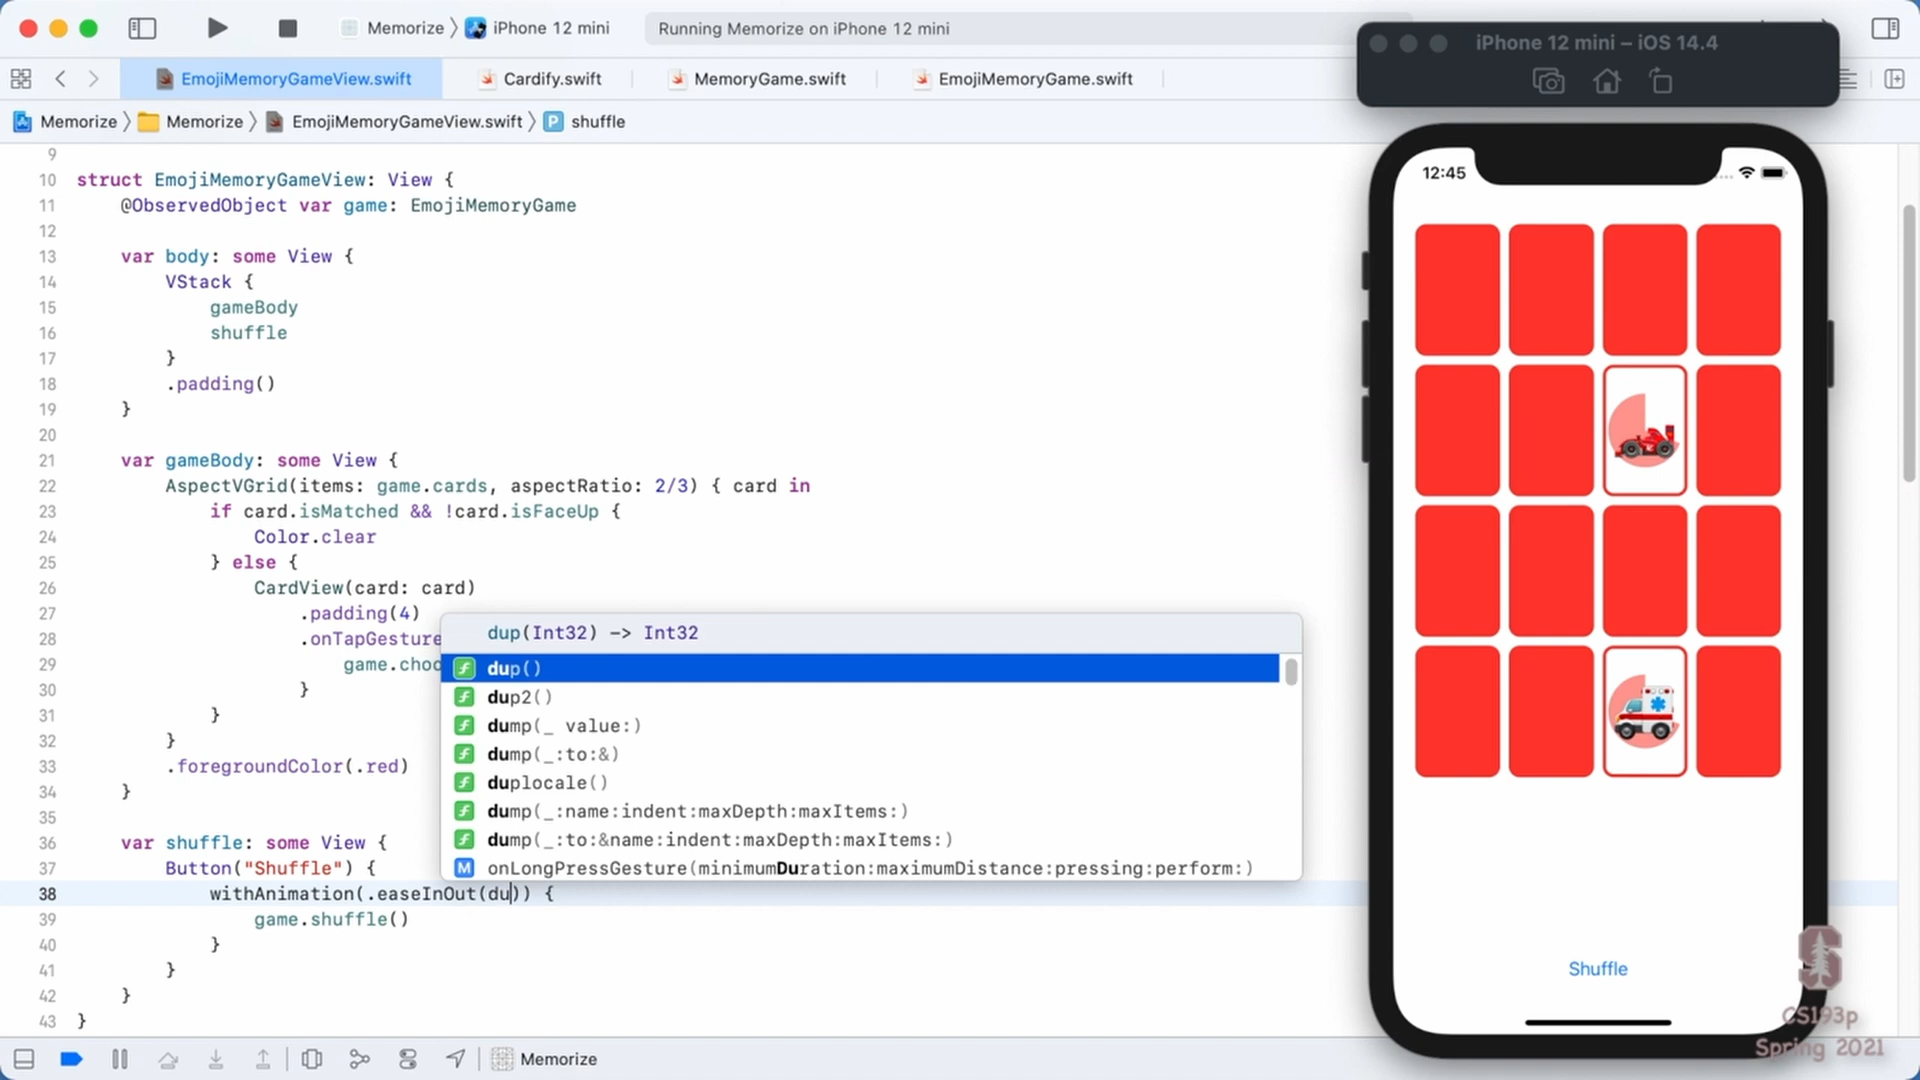 Memorize 〉 iPhone 12 mini
Running Memorize on iPhone 12 mini
iPhone 12 mini – iOS 14.4
EmojiMemoryGameView.swift
Cardify.swift
MemoryGame.swift
EmojiMemoryGame.swift
Memorize 〉 Memorize 〉 EmojiMemoryGameView.swift 〉 P shuffle
9
10 struct EmojiMemoryGameView: View {
11     @ObservedObject var game: EmojiMemoryGame
12
13     var body: some View {
14         VStack {
15             gameBody
16             shuffle
17         }
18         .padding()
19     }
20
21     var gameBody: some View {
22         AspectVGrid(items: game.cards, aspectRatio: 2/3) { card in
23             if card.isMatched && !card.isFaceUp {
24                 Color.clear
25             } else {
26                 CardView(card: card)
27                     .padding(4)
28                     .onTapGesture
29                         game.choo
30                     }
31             }
32         }
33         .foregroundColor(.red)
34     }
35
36     var shuffle: some View {
37         Button("Shuffle") {
38             withAnimation(.easeInOut(du)) {
39                 game.shuffle()
40             }
41         }
42     }
43 }
dup(Int32) -> Int32
f dup()
f dup2()
f dump(_ value:)
f dump(_:to:&)
f duplocale()
f dump(_:name:indent:maxDepth:maxItems:)
f dump(_:to:&name:indent:maxDepth:maxItems:)
M onLongPressGesture(minimumDuration:maximumDistance:pressing:perform:)
12:45
Shuffle
S
CS193p
Spring 2021
Memorize